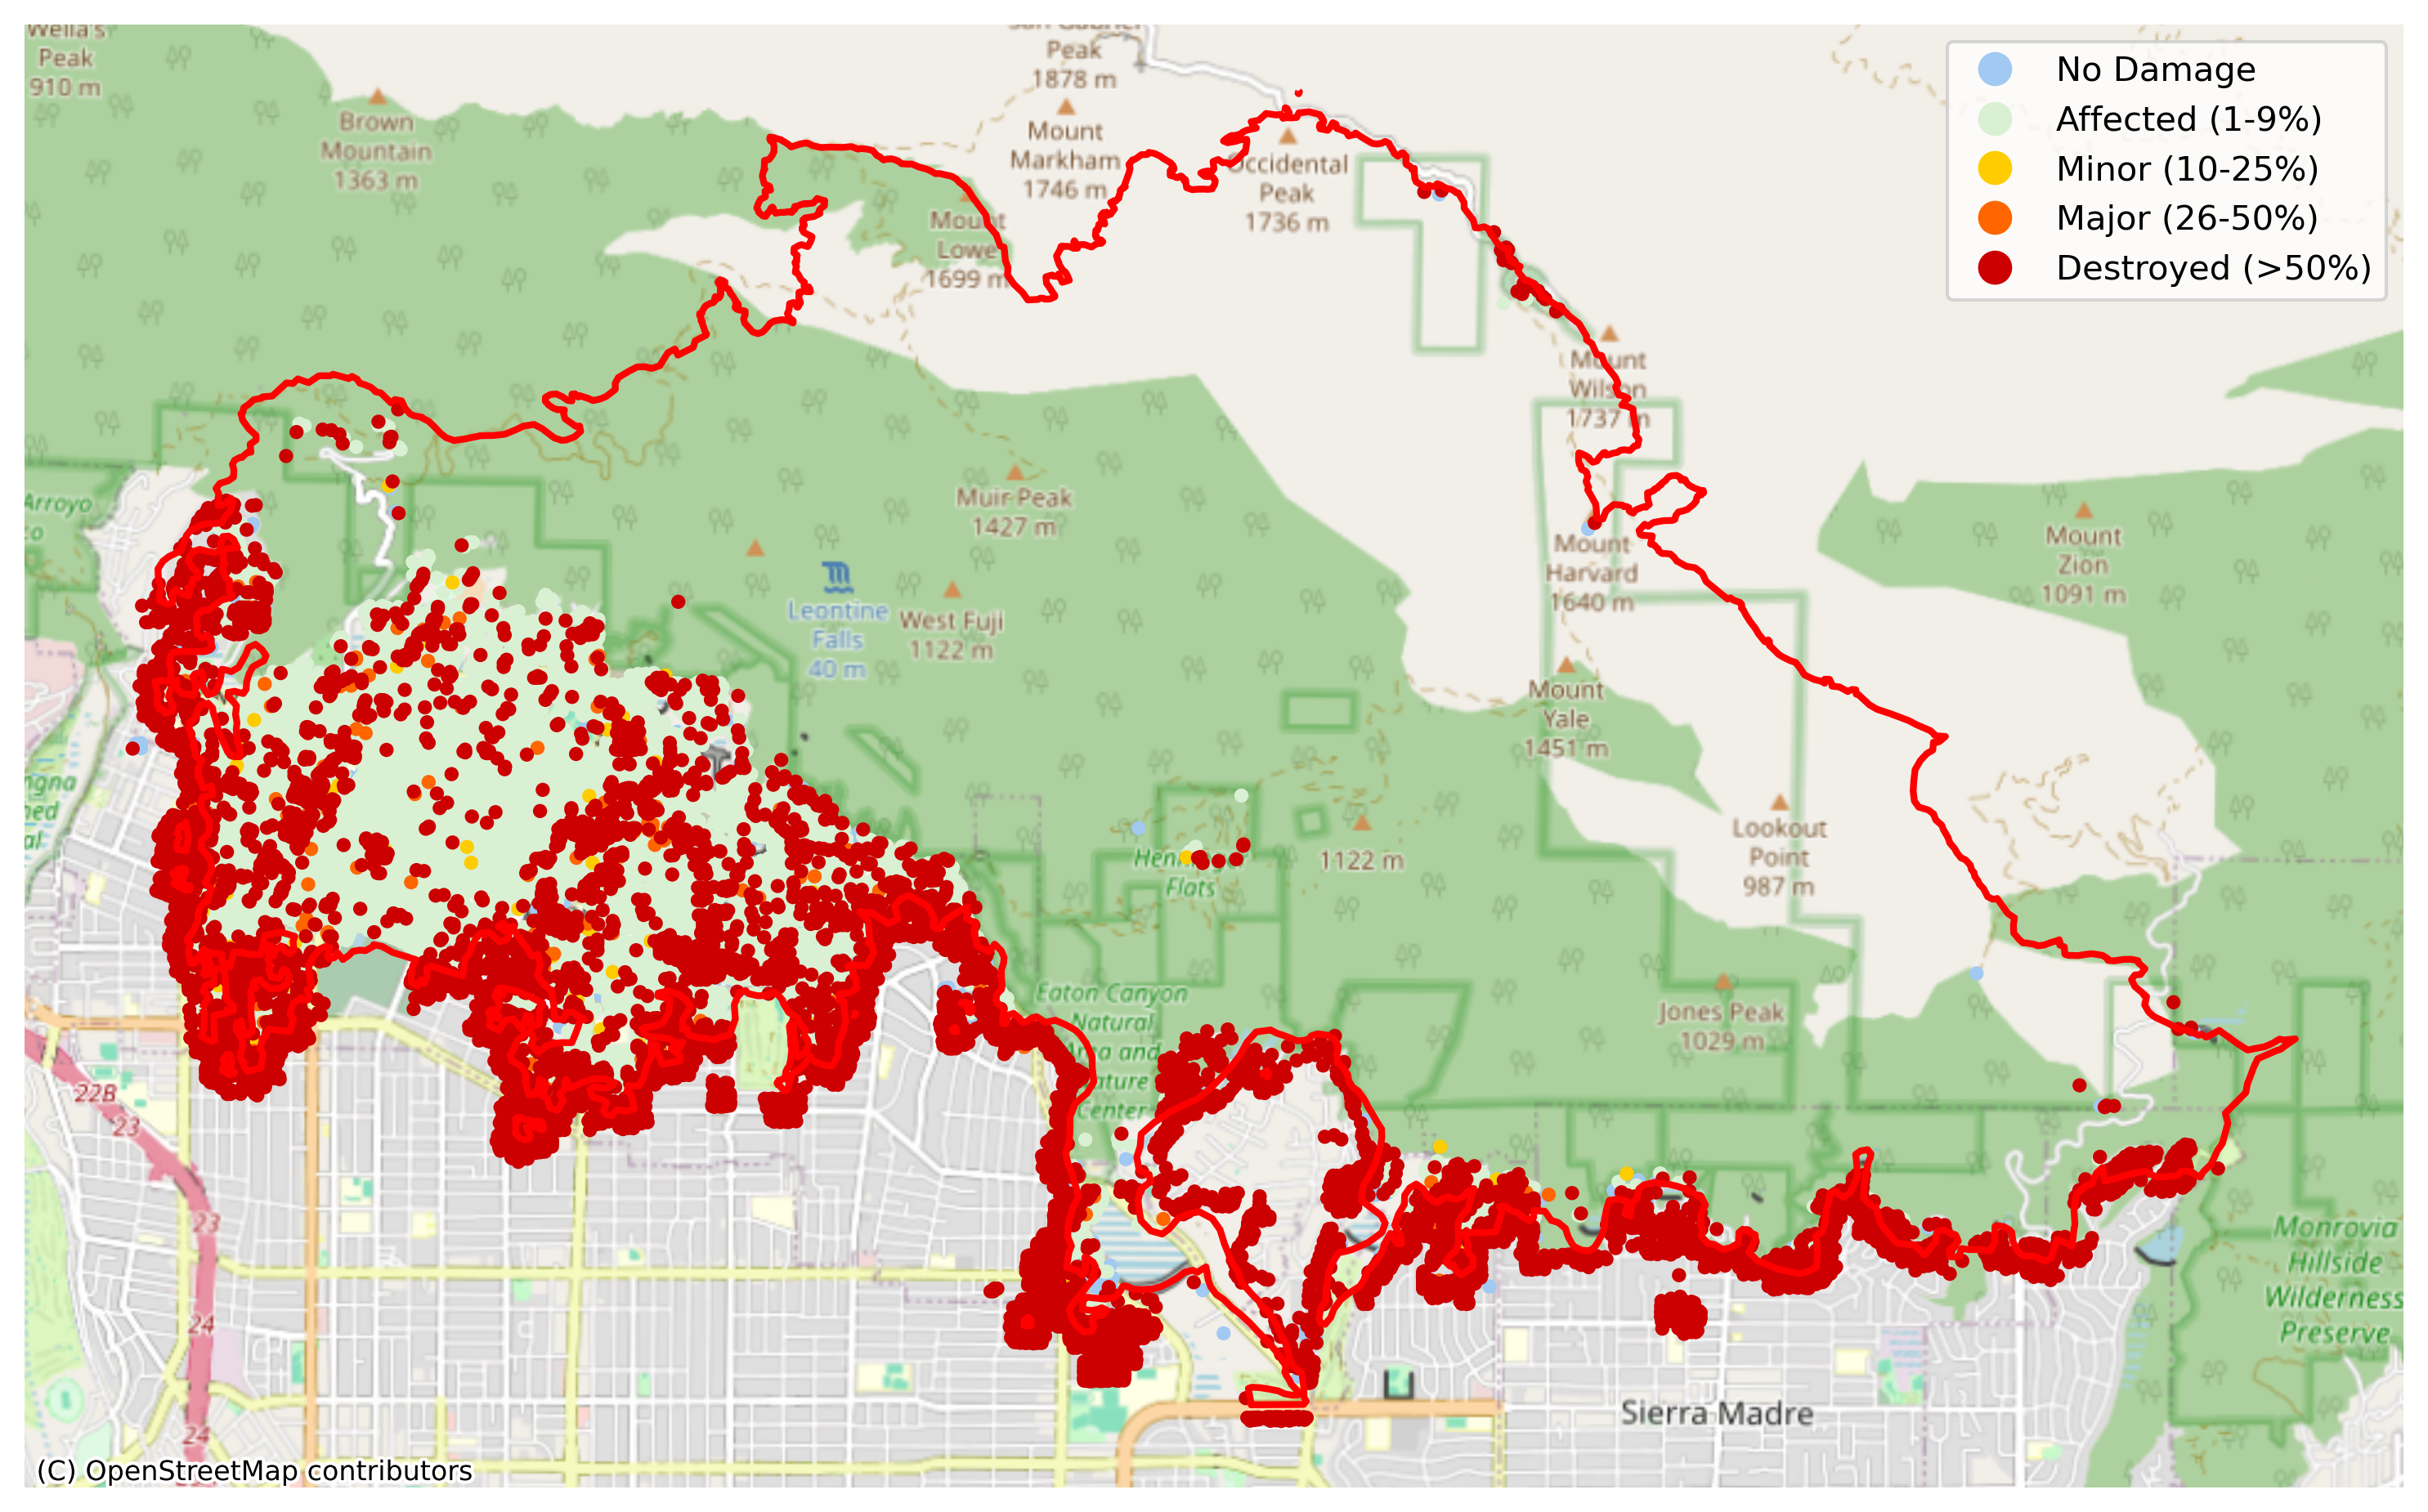 Wella's
Peak
910 m
Brown
Mountain
1363 m
San Gabriel
Peak
1878 m
Mount
Markham
1746 m
Occidental
Peak
1736 m
Mount
Lowe
1699 m
No Damage
Affected (1-9%)
Minor (10-25%)
Major (26-50%)
Destroyed (>50%)
Mount
Wilson
1737 m
Arroyo
Muir Peak
1427 m
Mount
Harvard
1640 m
Mount
Zion
1091 m
Leontine
Falls
40 m
West Fuji
1122 m
Mount
Yale
1451 m
Lookout
Point
987 m
1122 m
Flats
Eaton Canyon
Natural
Area and
Nature
Center
Jones Peak
1029 m
22B
23
23
24
24
Monrovia
Hillside
Wilderness
Preserve
Sierra Madre
(C) OpenStreetMap contributors